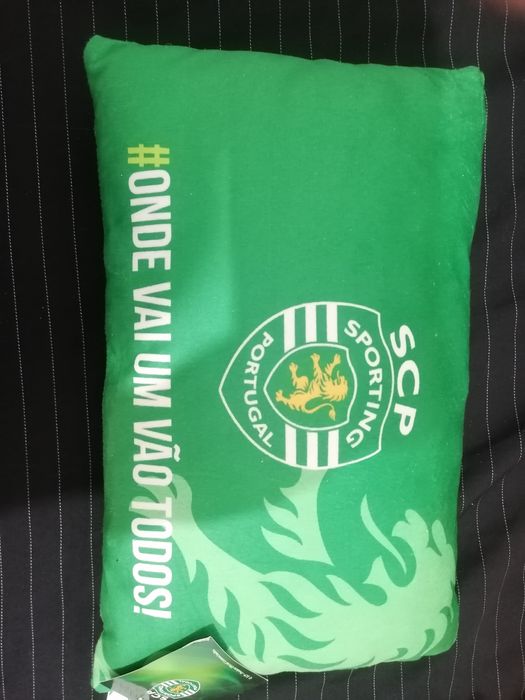 SCP
SPORTING
PORTUGAL
#ONDE VAI UM VÃO TODOS!